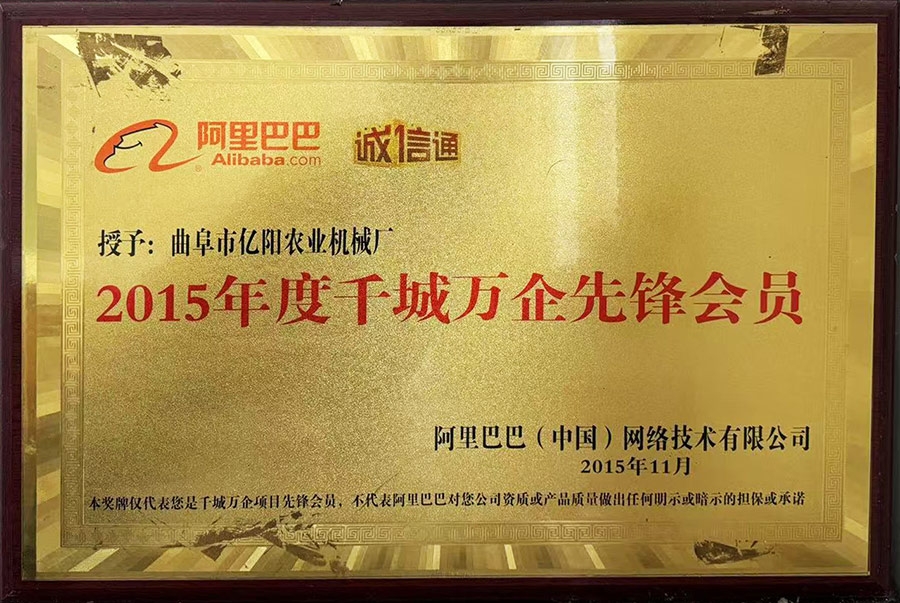 阿里巴巴
Alibaba.com
诚信通
授予：曲阜市亿阳农业机械厂
2015年度千城万企先锋会员
阿里巴巴（中国）网络技术有限公司
2015年11月
本奖牌仅代表您是千城万企项目先锋会员，不代表阿里巴巴对您公司资质或产品质量做出任何明示或暗示的担保或承诺